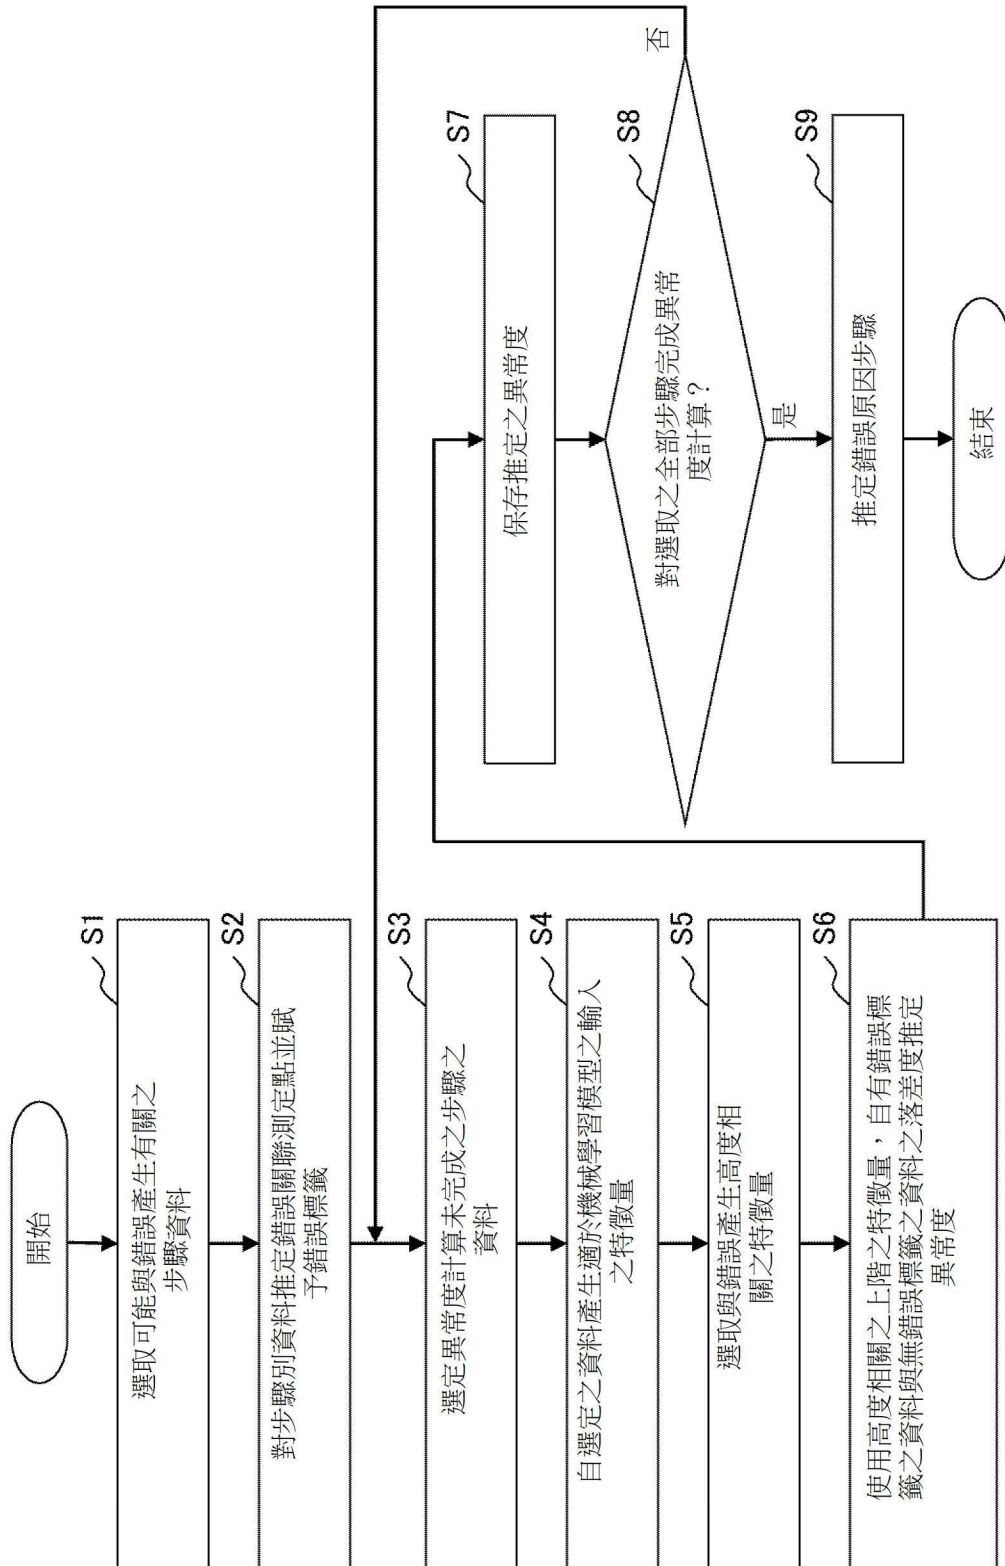 開始
S1
選取可能與錯誤產生有關之
步驟資料
S2
對步驟別資料推定錯誤關聯測定點並賦
予錯誤標籤
S3
選定異常度計算未完成之步驟之
資料
S4
自選定之資料產生適於機械學習模型之輸入
之特徵量
S5
選取與錯誤產生高度相
關之特徵量
S6
使用高度相關之上階之特徵量，自有錯誤標
籤之資料與無錯誤標籤之資料之落差度推定
異常度
S7
保存推定之異常度
S8
對選取之全部步驟完成異常
度計算？
否
是
S9
推定錯誤原因步驟
結束